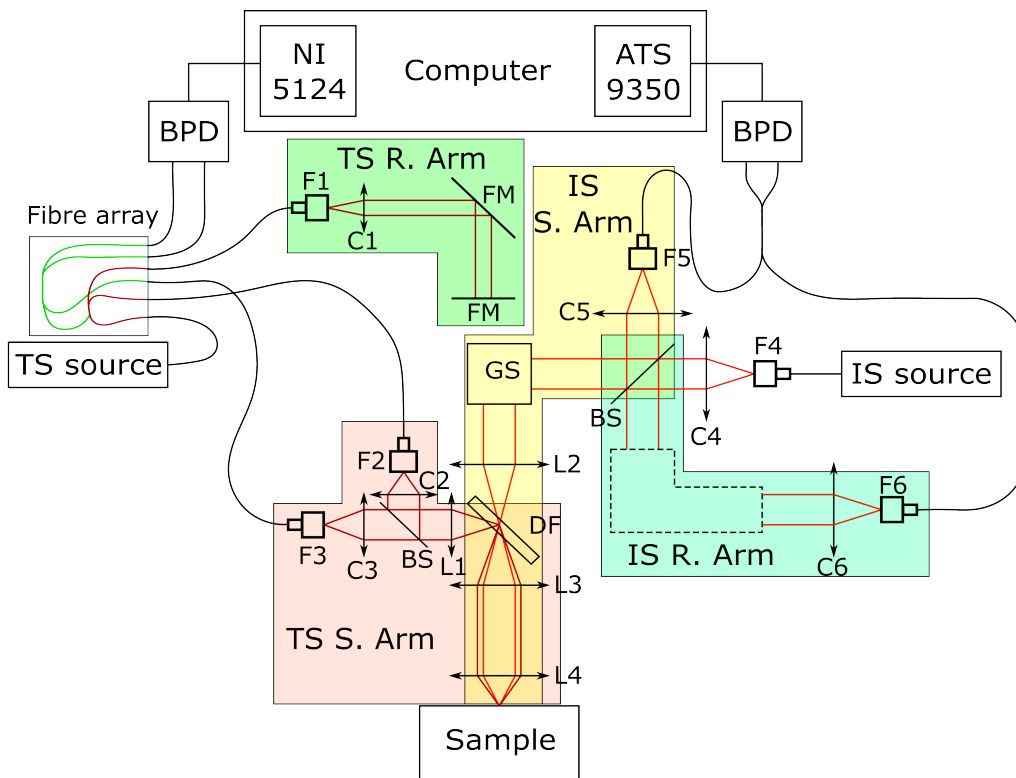 NI
5124
Computer
ATS
9350
BPD
BPD
TS R. Arm
F1
FM
C1
FM
IS
S. Arm
F5
Fibre array
TS source
C5
GS
F4
IS source
BS
C4
F2
C2
L2
F6
DF
F3
C3
BS
L1
IS R. Arm
C6
L3
TS S. Arm
L4
Sample